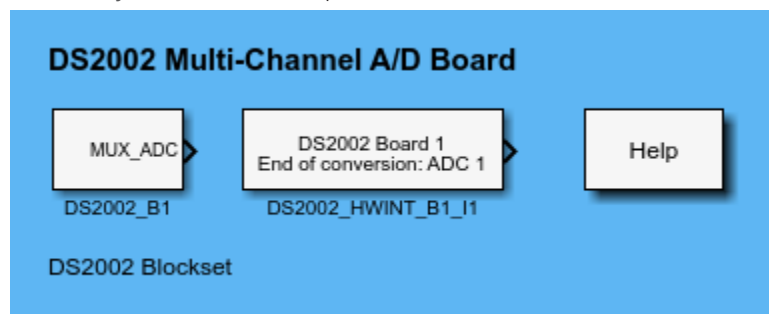 DS2002 Multi-Channel A/D Board
MUX_ADC
DS2002 Board 1
End of conversion: ADC 1
Help
DS2002_B1
DS2002_HWINT_B1_I1
DS2002 Blockset